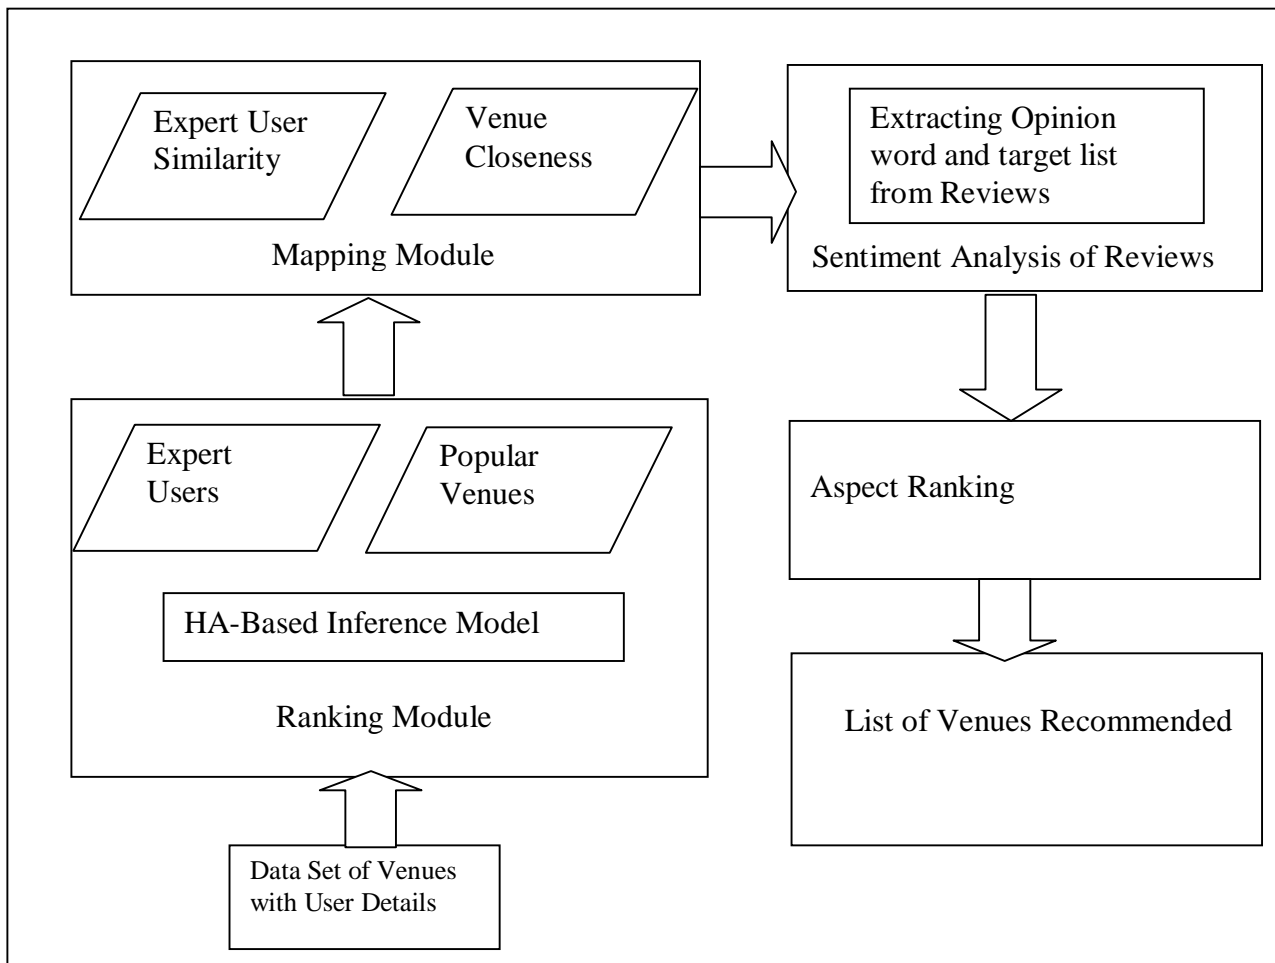 Expert User
Similarity
Venue
Closeness
Mapping Module
Extracting Opinion
word and target list
from Reviews
Sentiment Analysis of Reviews
Expert
Users
Popular
Venues
HA-Based Inference Model
Ranking Module
Aspect Ranking
List of Venues Recommended
Data Set of Venues
with User Details